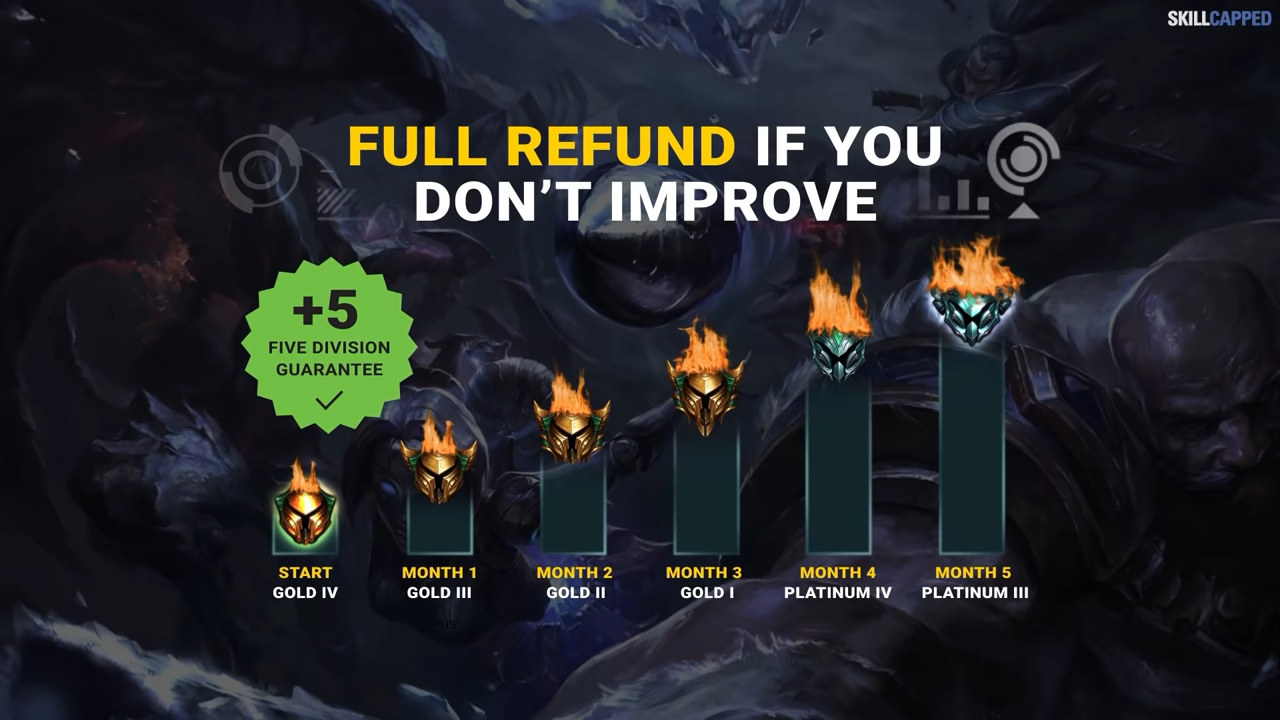 SKILLCAPPED
FULL REFUND IF YOU
DON'T IMPROVE
+5
FIVE DIVISION
GUARANTEE
START
GOLD IV
MONTH 1
GOLD III
MONTH 2
GOLD II
MONTH 3
GOLD I
MONTH 4
PLATINUM IV
MONTH 5
PLATINUM III